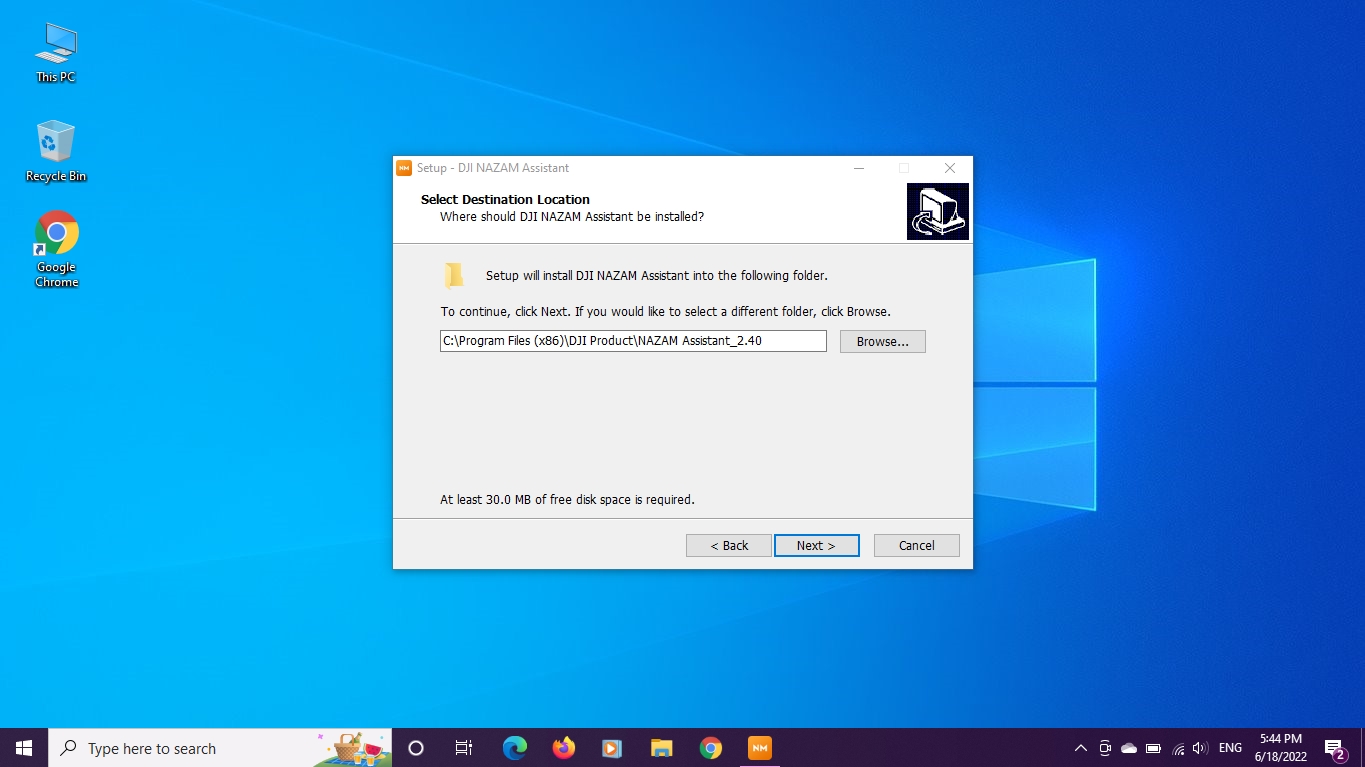 This PC
Recycle Bin
Google
Chrome
NM Setup - DJI NAZAM Assistant
Select Destination Location
Where should DJI NAZAM Assistant be installed?
Setup will install DJI NAZAM Assistant into the following folder.
To continue, click Next. If you would like to select a different folder, click Browse.
C:\Program Files (x86)\DJI Product\NAZAM Assistant_2.40 Browse...
At least 30.0 MB of free disk space is required.
< Back Next > Cancel
Type here to search NM ENG
5:44 PM
6/18/2022
2